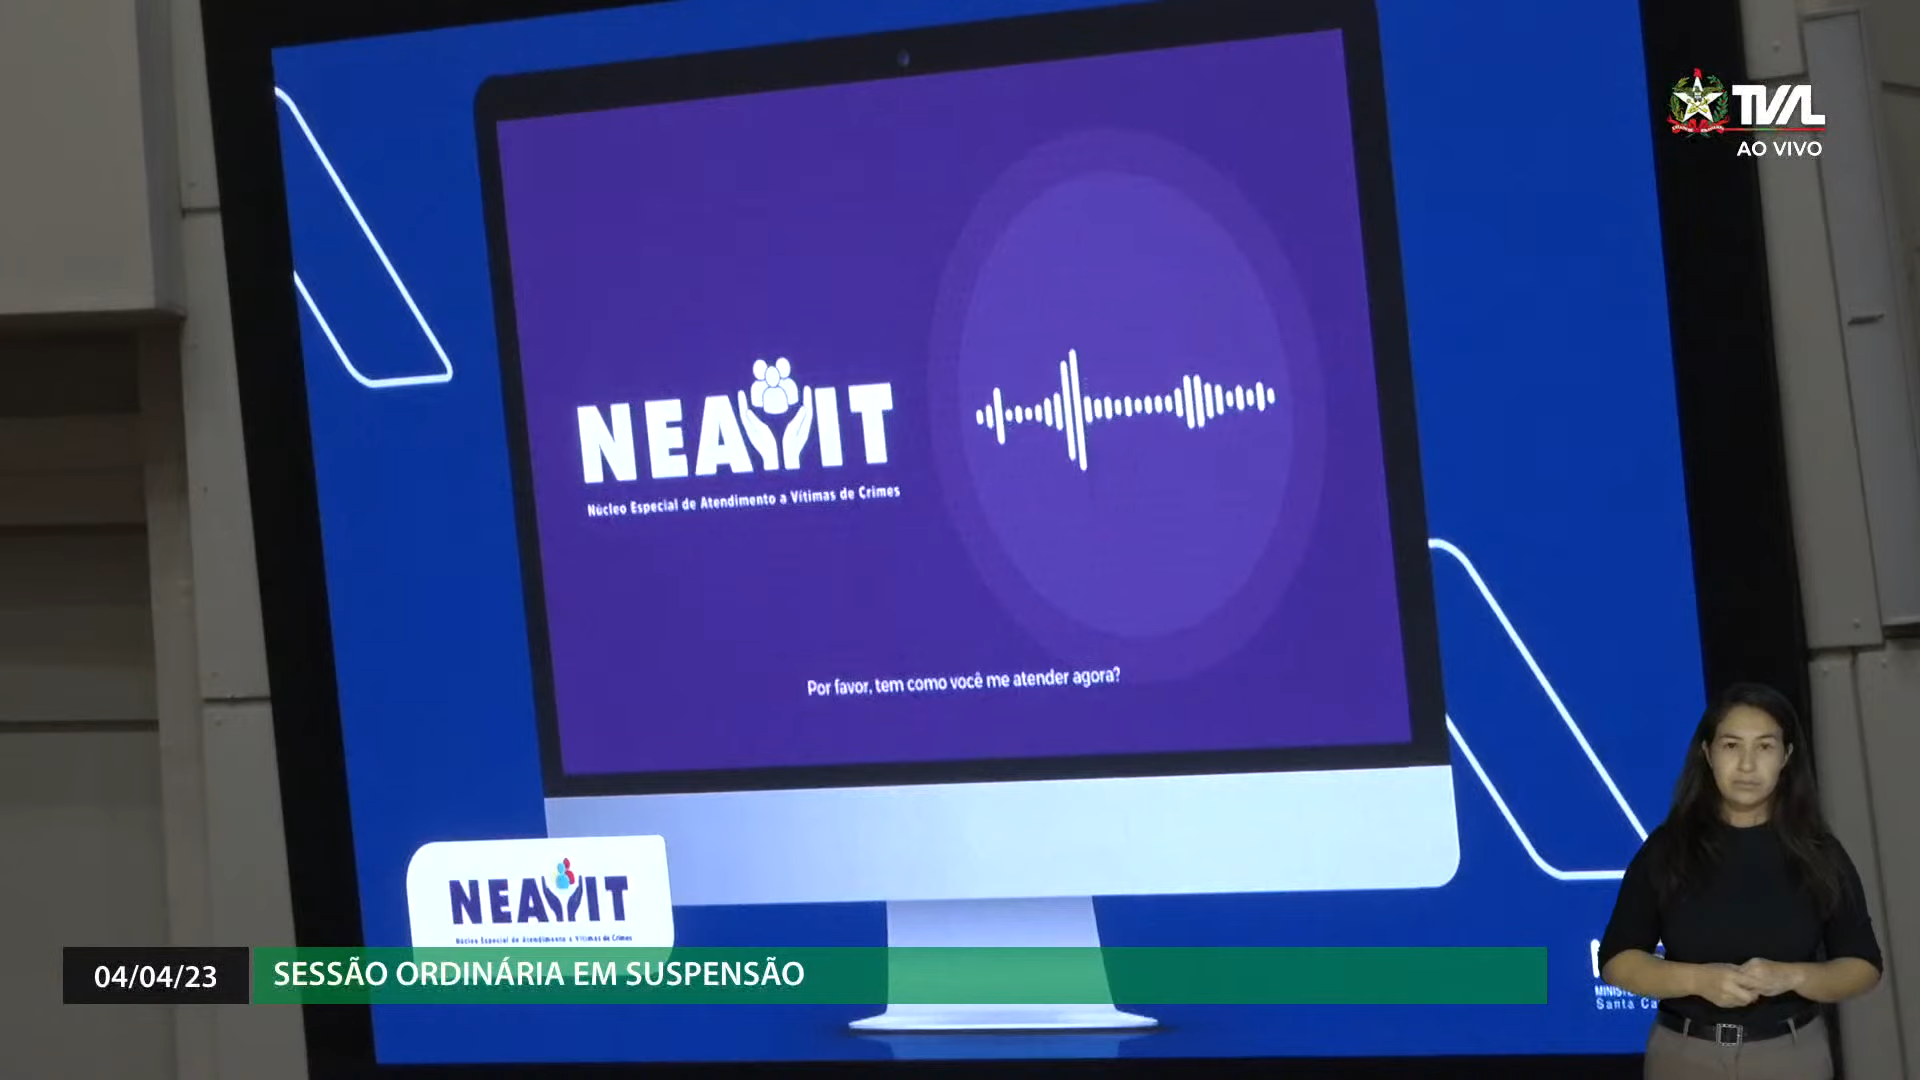 TVAL
AO VIVO
NEAVIT
Núcleo Especial de Atendimento a Vítimas de Crimes
Por favor, tem como você me atender agora?
NEAVIT
Núcleo Especial de Atendimento a Vítimas de Crimes
04/04/23
SESSÃO ORDINÁRIA EM SUSPENSÃO
Santa